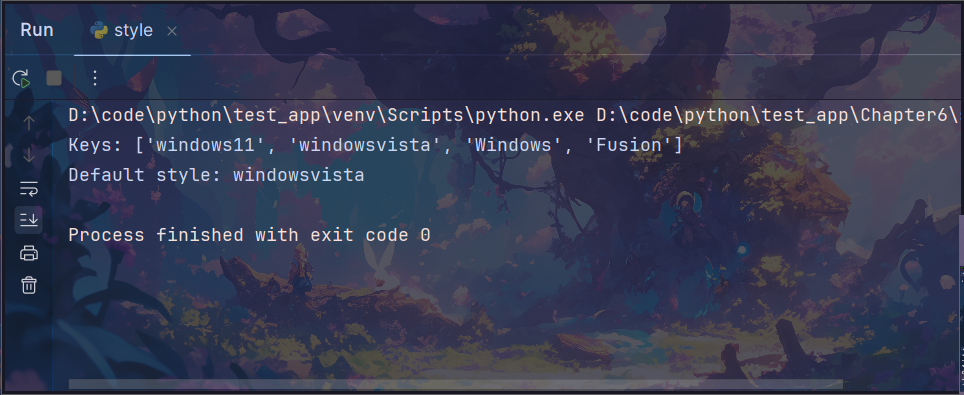 Run style
D:\code\python\test_app\venv\Scripts\python.exe D:\code\python\test_app\Chapter6\
Keys: ['windows11', 'windowsvista', 'Windows', 'Fusion']
Default style: windowsvista
Process finished with exit code 0